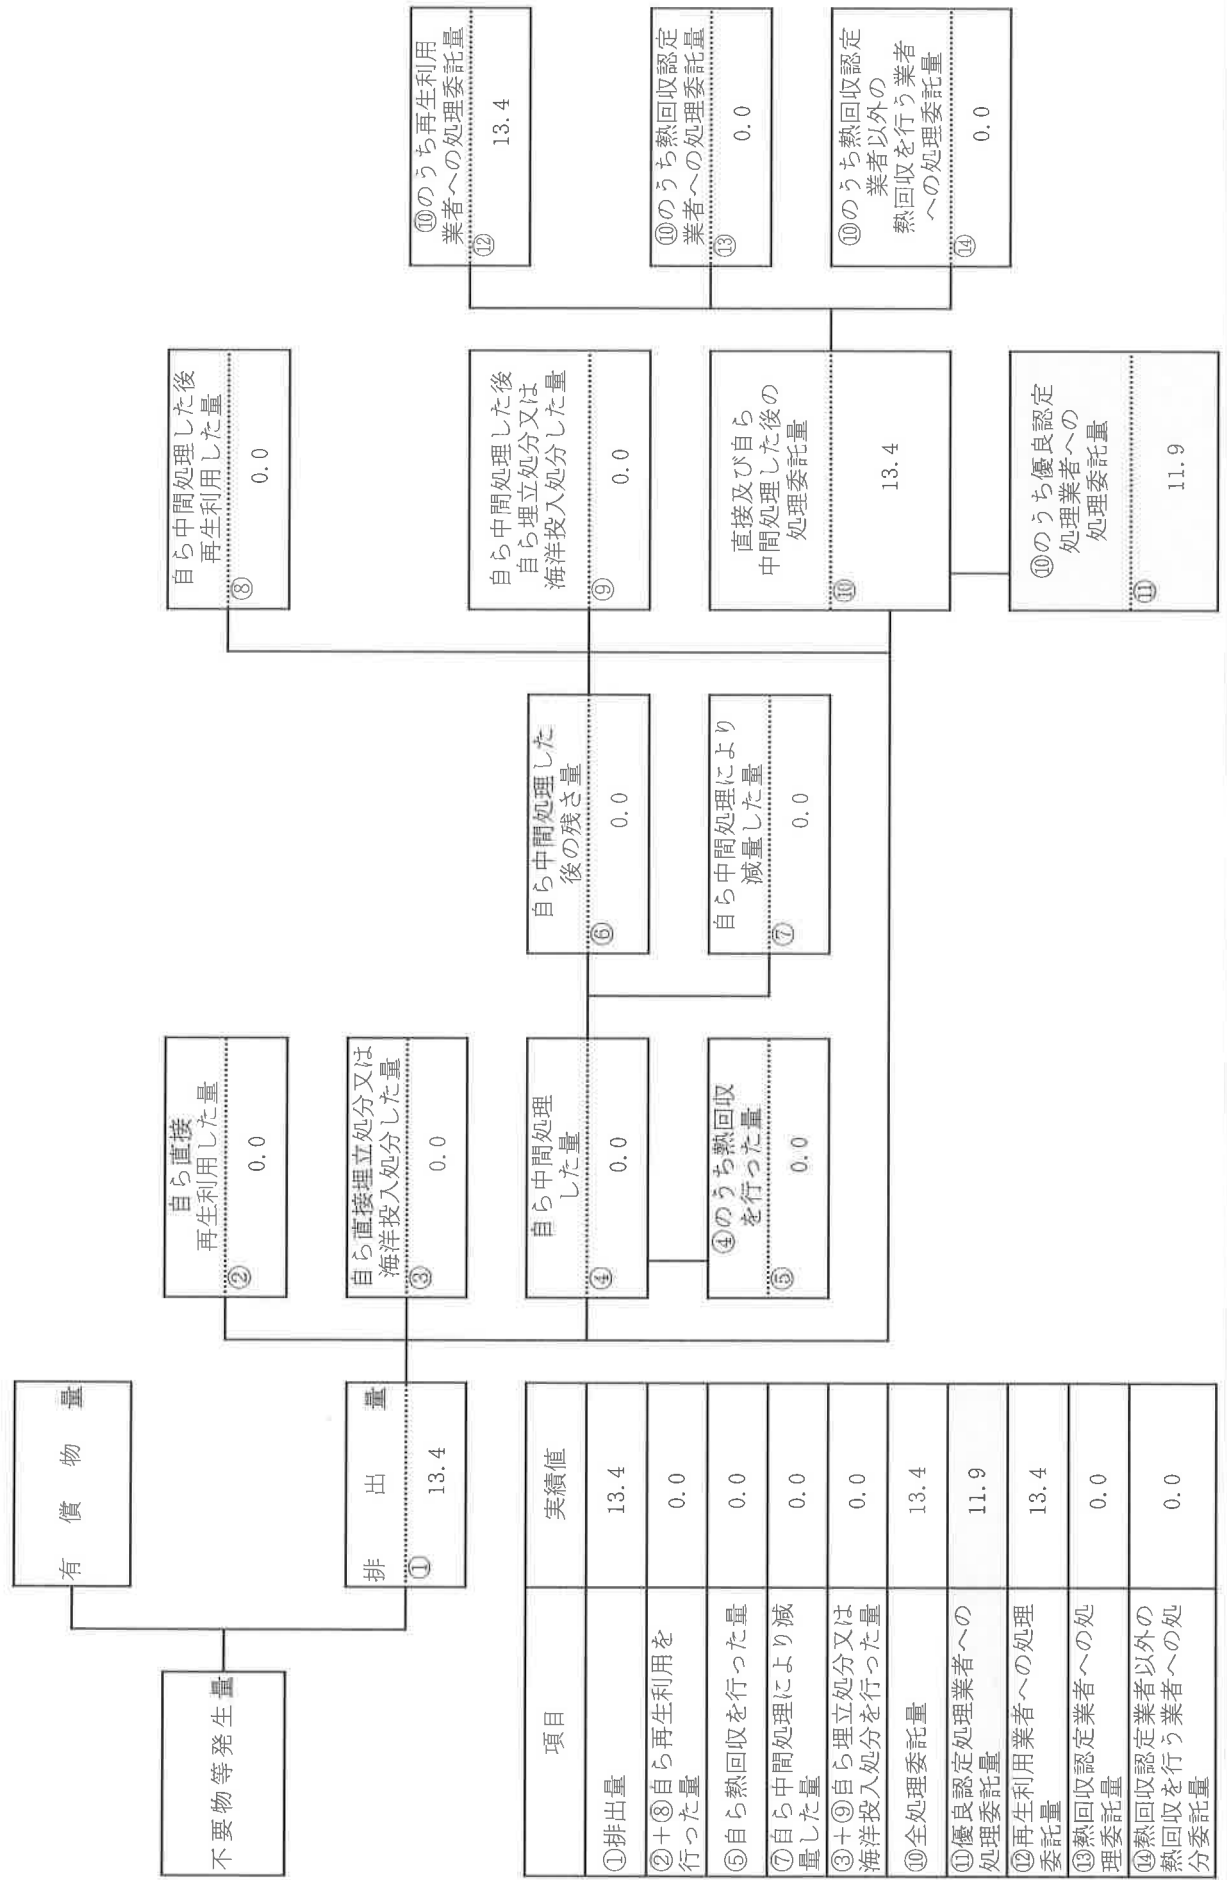 不要物等発生量
有償物量
排出量
①
13.4
自ら直接
再生利用した量
②
0.0
自ら直接埋立処分又は
海洋投入処分した量
③
0.0
自ら中間処理
した量
④
0.0
④のうち熱回収
を行った量
⑤
0.0
自ら中間処理した
後の残さ量
⑥
0.0
自ら中間処理により
減量した量
⑦
0.0
自ら中間処理した後
再生利用した量
⑧
0.0
自ら中間処理した後
自ら埋立処分又は
海洋投入処分した量
⑨
0.0
直接及び自ら
中間処理した後の
処理委託量
⑩
13.4
⑩のうち優良認定
処理業者への
処理委託量
⑪
11.9
⑩のうち再生利用
業者への処理委託量
⑫
13.4
⑩のうち熱回収認定
業者への処理委託量
⑬
0.0
⑩のうち熱回収認定
業者以外の
熱回収を行う業者
への処理委託量
⑭
0.0
項目 実績値
①排出量 13.4
②+⑧自ら再生利用を
行った量 0.0
⑤自ら熱回収を行った量 0.0
⑦自ら中間処理により減
量した量 0.0
③+⑨自ら埋立処分又は
海洋投入処分を行った量 0.0
⑩全処理委託量 13.4
⑪優良認定処理業者への
処理委託量 11.9
⑫再生利用業者への処理
委託量 13.4
⑬熱回収認定業者への処
理委託量 0.0
⑭熱回収認定業者以外の
熱回収を行う業者への処
分委託量 0.0